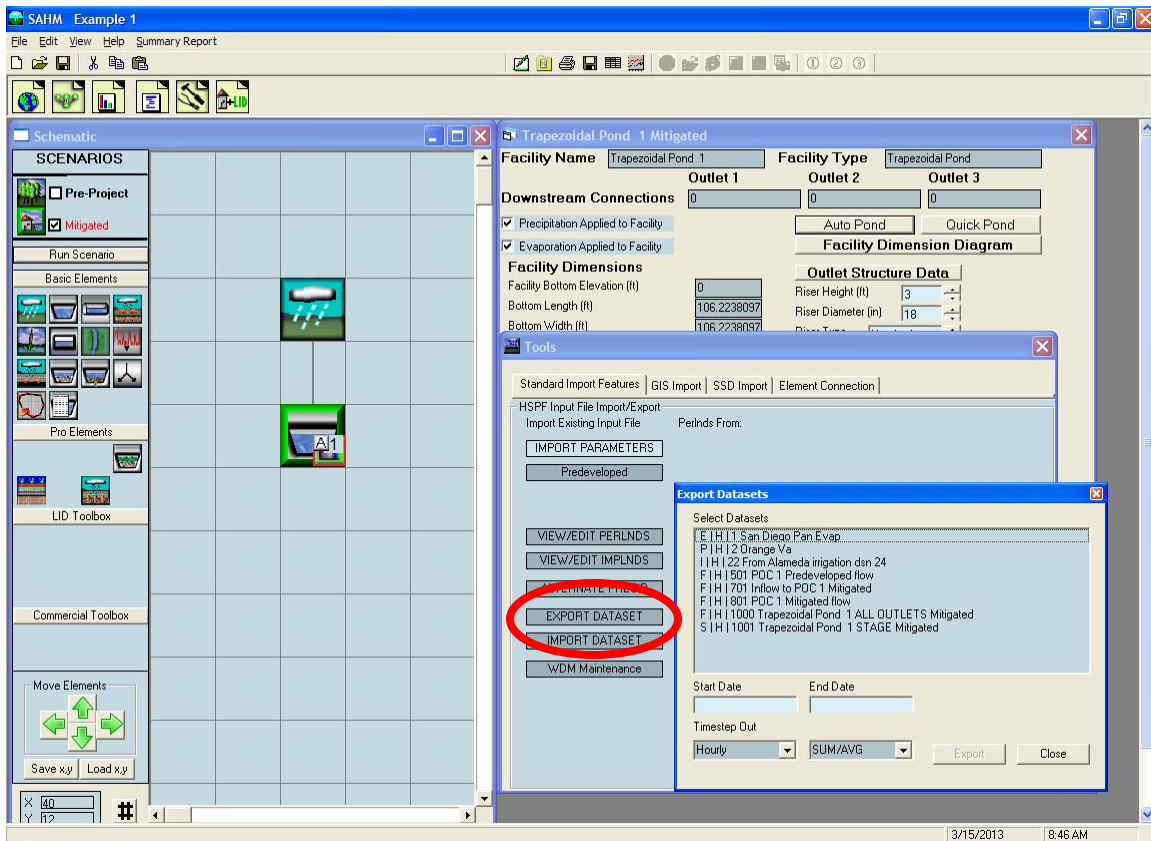 SAHM Example 1
File Edit View Help Summary Report
Schematic
SCENARIOS
Pre-Project
Mitigated
Run Scenario
Basic Elements
Pro Elements
LID Toolbox
Commercial Toolbox
Move Elements
Save x,y Load x,y
X 40
Y 12
#
+LID
A 1
Trapezoidal Pond 1 Mitigated
Facility Name Trapezoidal Pond 1 Facility Type Trapezoidal Pond
Outlet 1 Outlet 2 Outlet 3
Downstream Connections 0 0 0
Precipitation Applied to Facility Auto Pond Quick Pond
Evaporation Applied to Facility Facility Dimension Diagram
Facility Dimensions Outlet Structure Data
Facility Bottom Elevation (ft) 0 Riser Height (ft) 3
Bottom Length (ft) 106.2238097 Riser Diameter (in) 18
Bottom Width (ft) 106.2238097 Riser Type
Tools
Standard Import Features GIS Import SSD Import Element Connection
HSPF Input File Import/Export
Import Existing Input File Perlnds From:
IMPORT PARAMETERS
Predeveloped
VIEW/EDIT PERLNDS
VIEW/EDIT IMPLNDS
ALTERNATE PRECIP
EXPORT DATASET
IMPORT DATASET
WDM Maintenance
Export Datasets
Select Datasets
E | H | 1 San Diego Pan Evap
P | H | 2 Orange Va
I | H | 22 From Alameda irrigation dsn 24
F | H | 501 POC 1 Predeveloped flow
F | H | 701 Inflow to POC 1 Mitigated
F | H | 801 POC 1 Mitigated flow
F | H | 1000 Trapezoidal Pond 1 ALL OUTLETS Mitigated
S | H | 1001 Trapezoidal Pond 1 STAGE Mitigated
Start Date End Date
Timestep Out
Hourly SUM/AVG Export Close
3/15/2013 8:46 AM